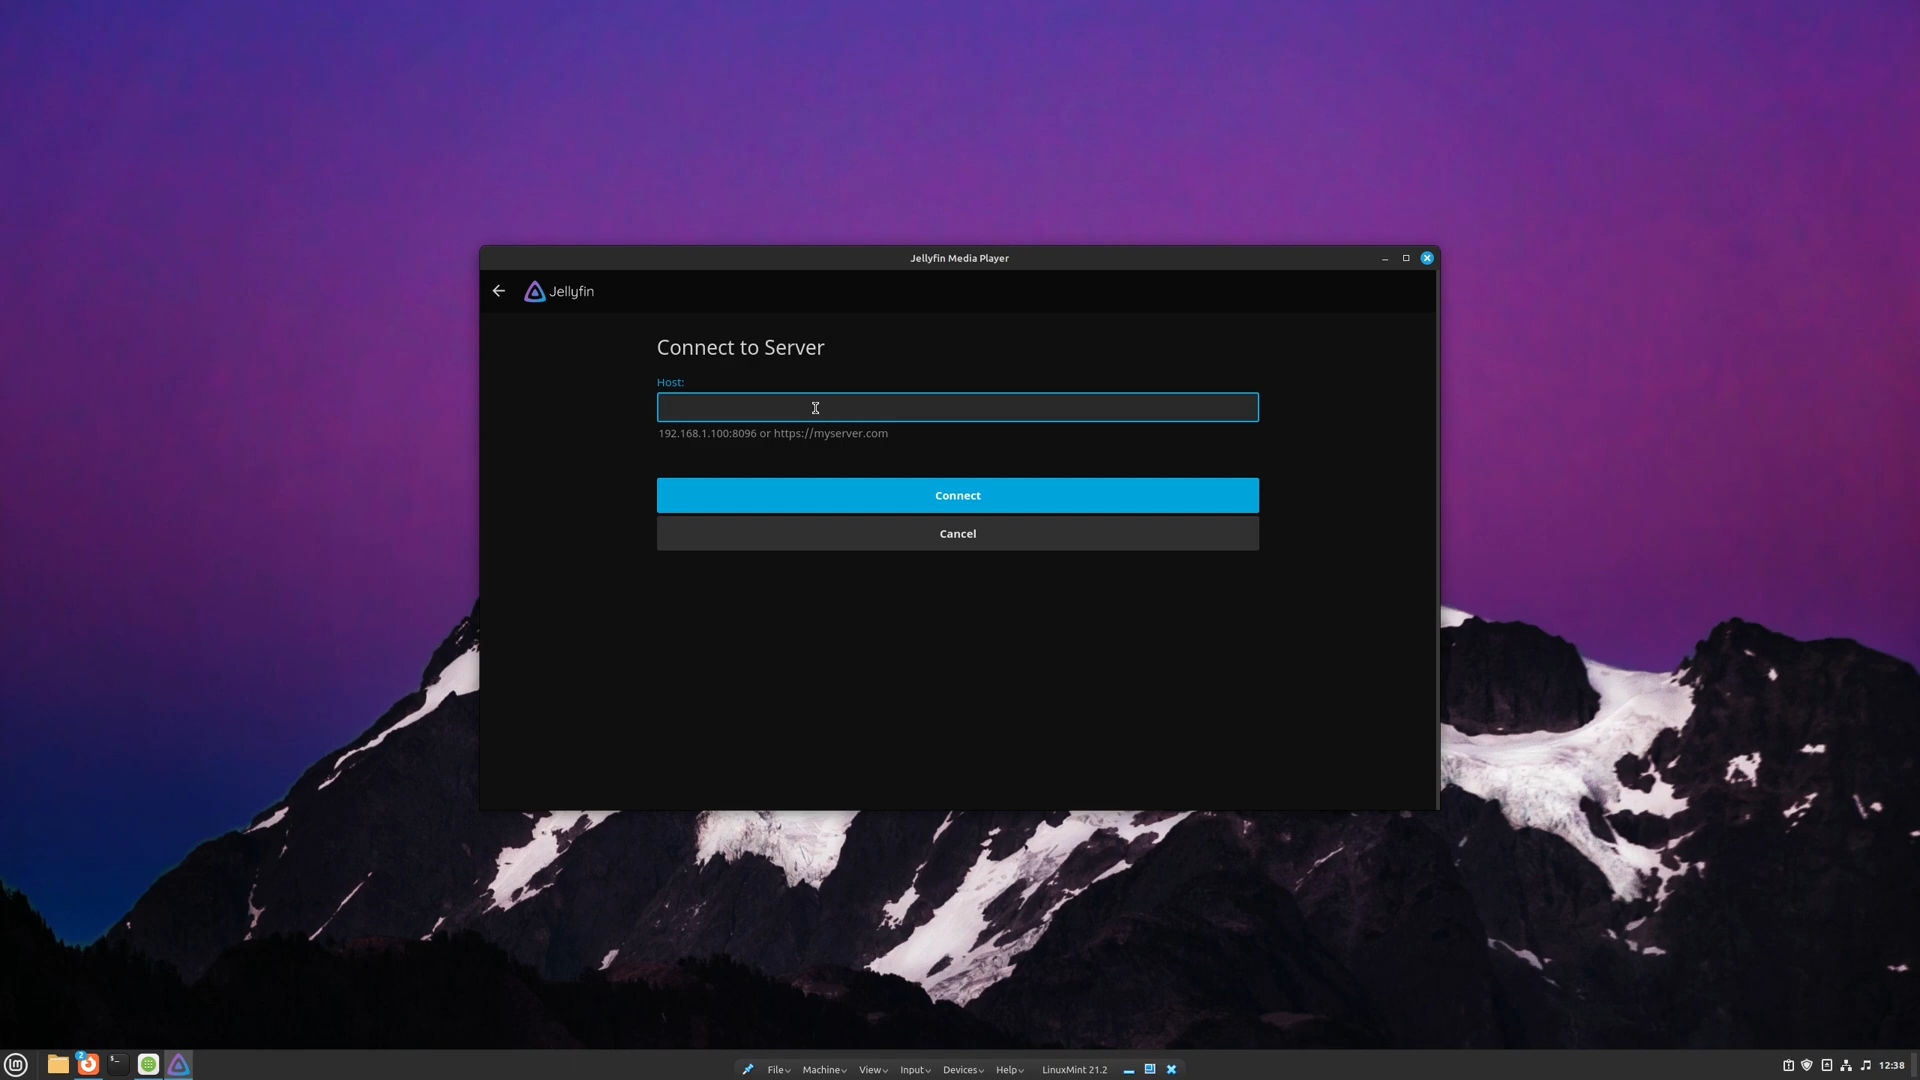 Jellyfin Media Player
Jellyfin
Connect to Server
Host:
192.168.1.100:8096 or https://myserver.com
Connect
Cancel
2
File Machine View Input Devices Help LinuxMint 21.2
12:38